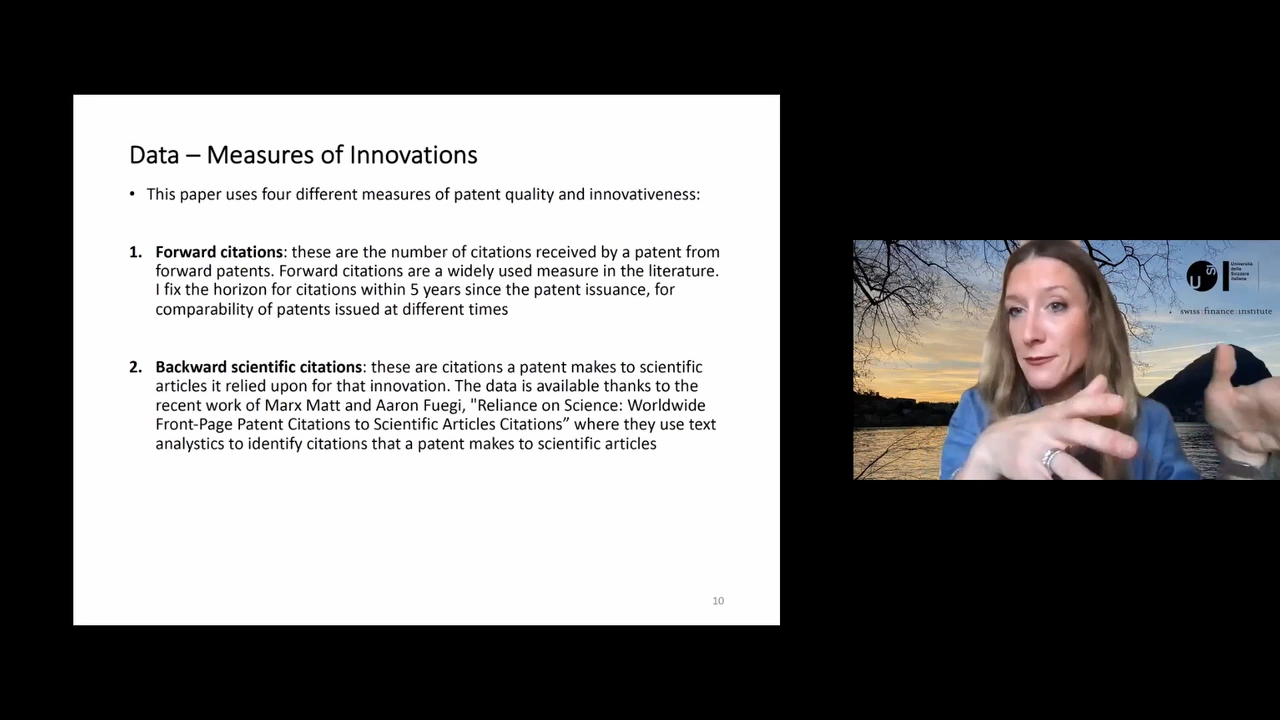 Data – Measures of Innovations
• This paper uses four different measures of patent quality and innovativeness:
1. Forward citations: these are the number of citations received by a patent from
forward patents. Forward citations are a widely used measure in the literature.
I fix the horizon for citations within 5 years since the patent issuance, for
comparability of patents issued at different times
2. Backward scientific citations: these are citations a patent makes to scientific
articles it relied upon for that innovation. The data is available thanks to the
recent work of Marx Matt and Aaron Fuegi, "Reliance on Science: Worldwide
Front-Page Patent Citations to Scientific Articles Citations” where they use text
analystics to identify citations that a patent makes to scientific articles
10
USI
Università
della
Svizzera
italiana
swiss:finance:institute